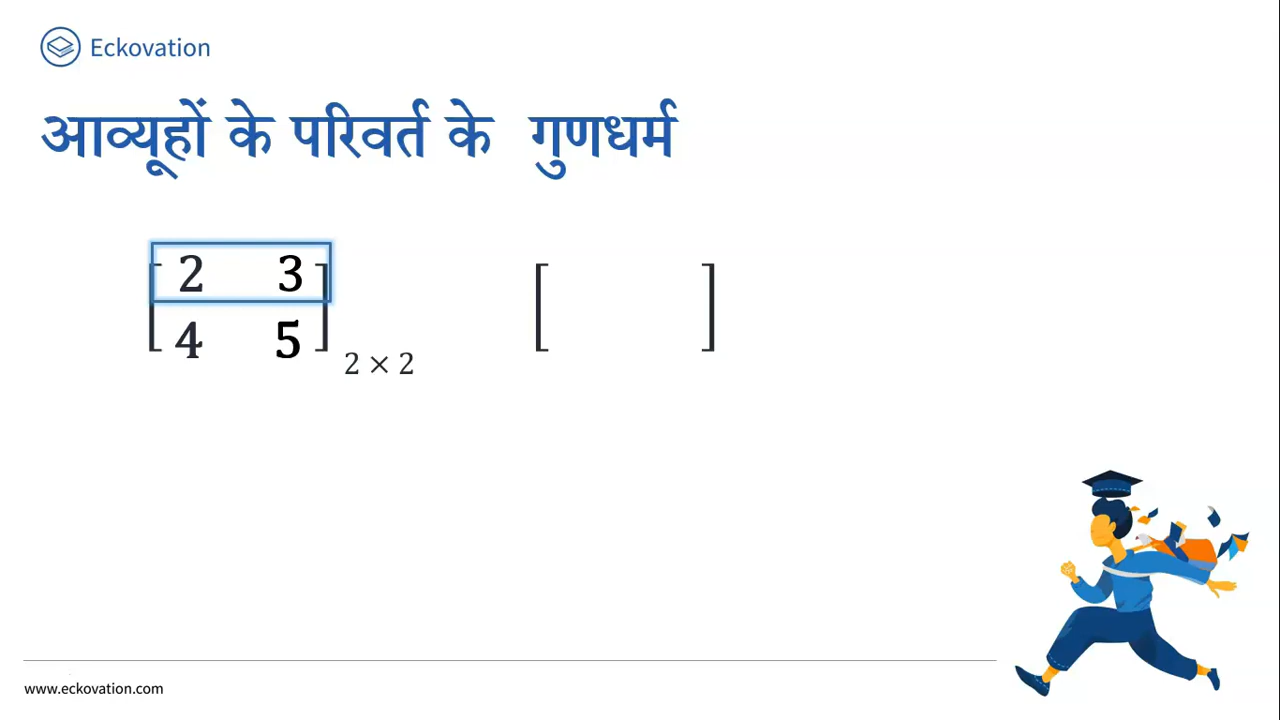 Eckovation
आव्यूहों के परिवर्त के गुणधर्म
[ 2 3 ] [ ]
4 5
2 × 2
www.eckovation.com